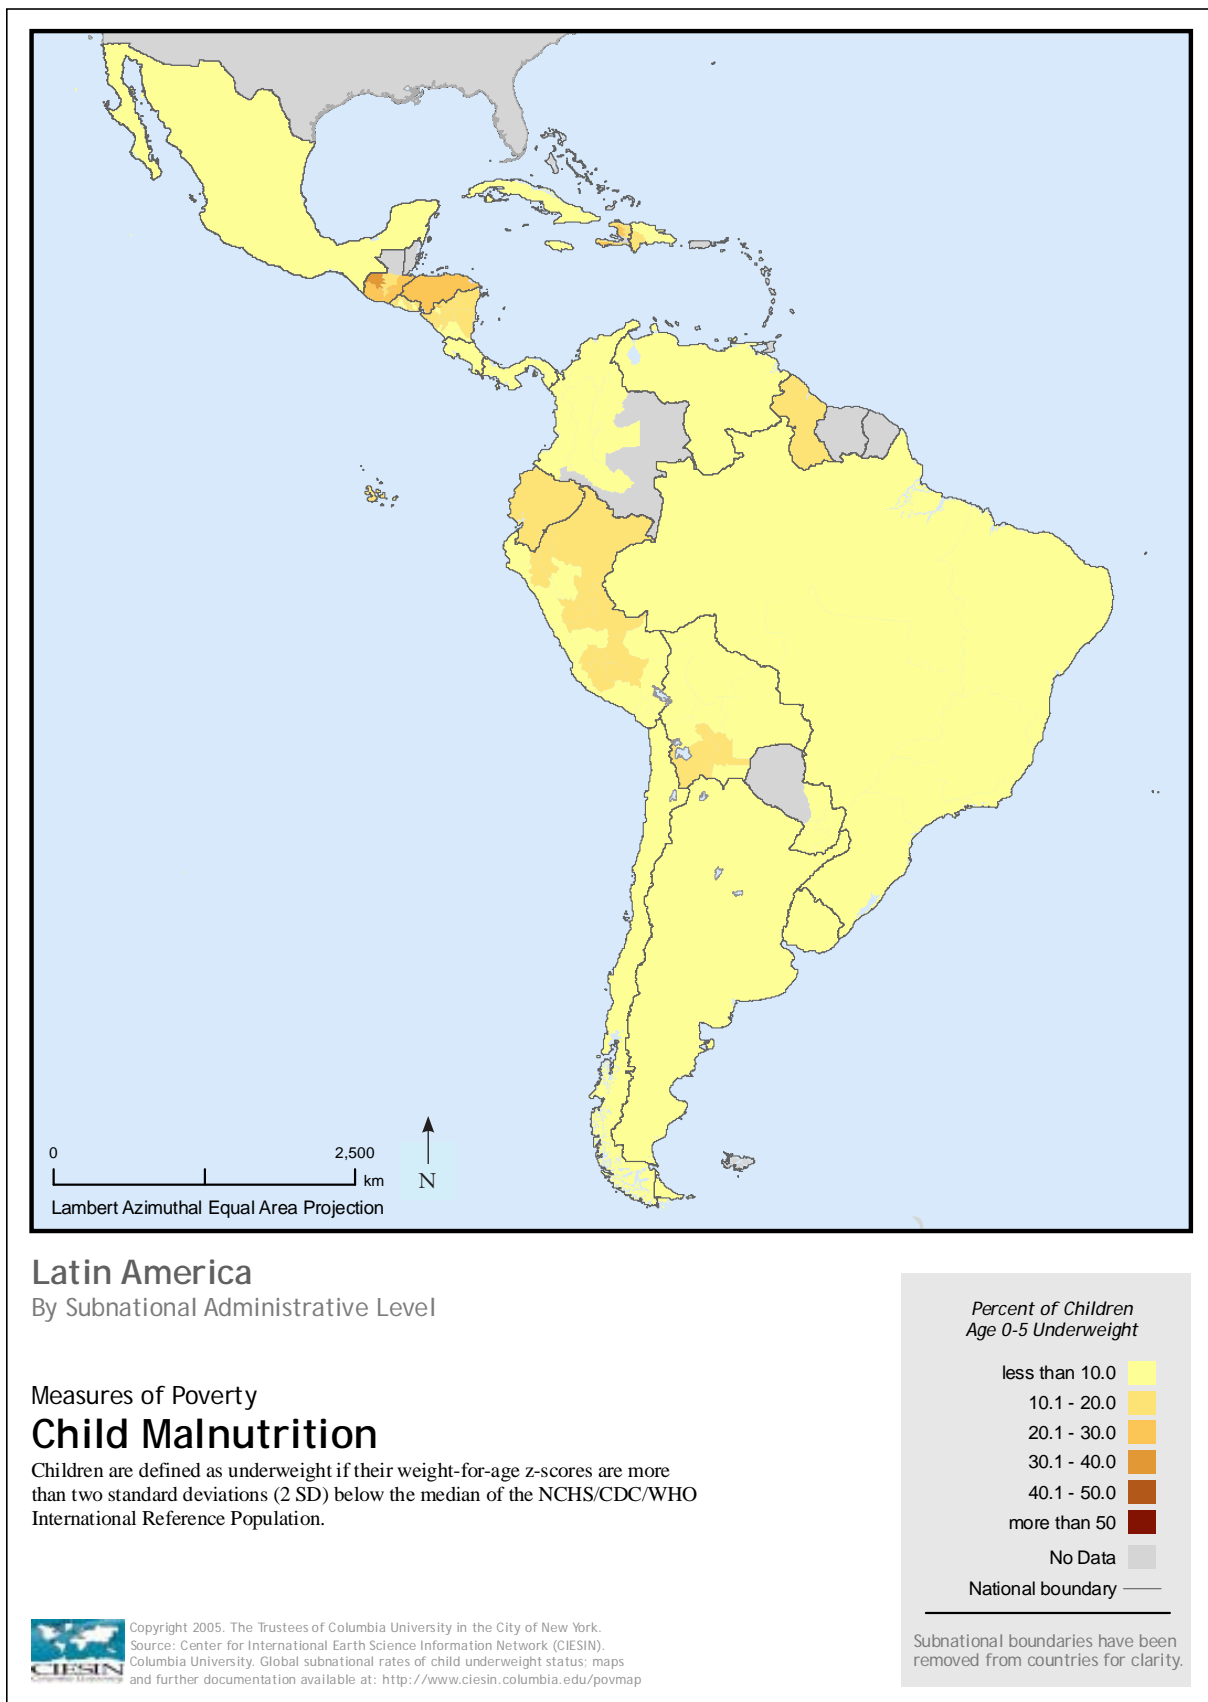 0
2,500
km
N
Lambert Azimuthal Equal Area Projection
Latin America
By Subnational Administrative Level
Measures of Poverty
Child Malnutrition
Children are defined as underweight if their weight-for-age z-scores are more
than two standard deviations (2 SD) below the median of the NCHS/CDC/WHO
International Reference Population.
Percent of Children
Age 0-5 Underweight
less than 10.0
10.1 - 20.0
20.1 - 30.0
30.1 - 40.0
40.1 - 50.0
more than 50
No Data
National boundary
Subnational boundaries have been
removed from countries for clarity.
CIESIN
Columbia University
Copyright 2005. The Trustees of Columbia University in the City of New York.
Source: Center for International Earth Science Information Network (CIESIN).
Columbia University. Global subnational rates of child underweight status; maps
and further documentation available at: http://www.ciesin.columbia.edu/povmap